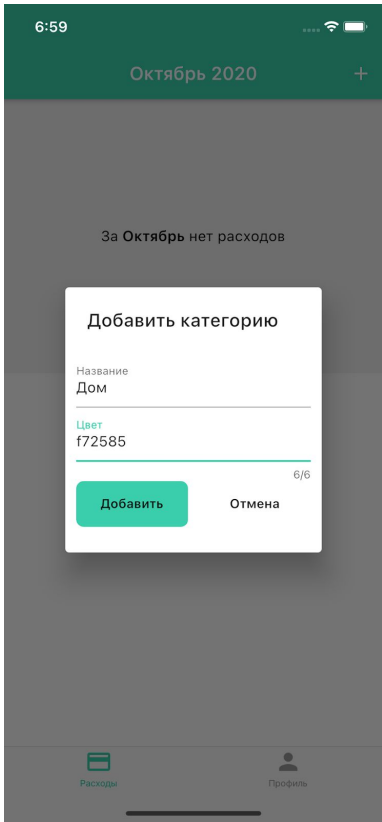 6:59
Октябрь 2020
+
За Октябрь нет расходов
Добавить категорию
Название
Дом
Цвет
f72585
6/6
Добавить
Отмена
Расходы
Профиль